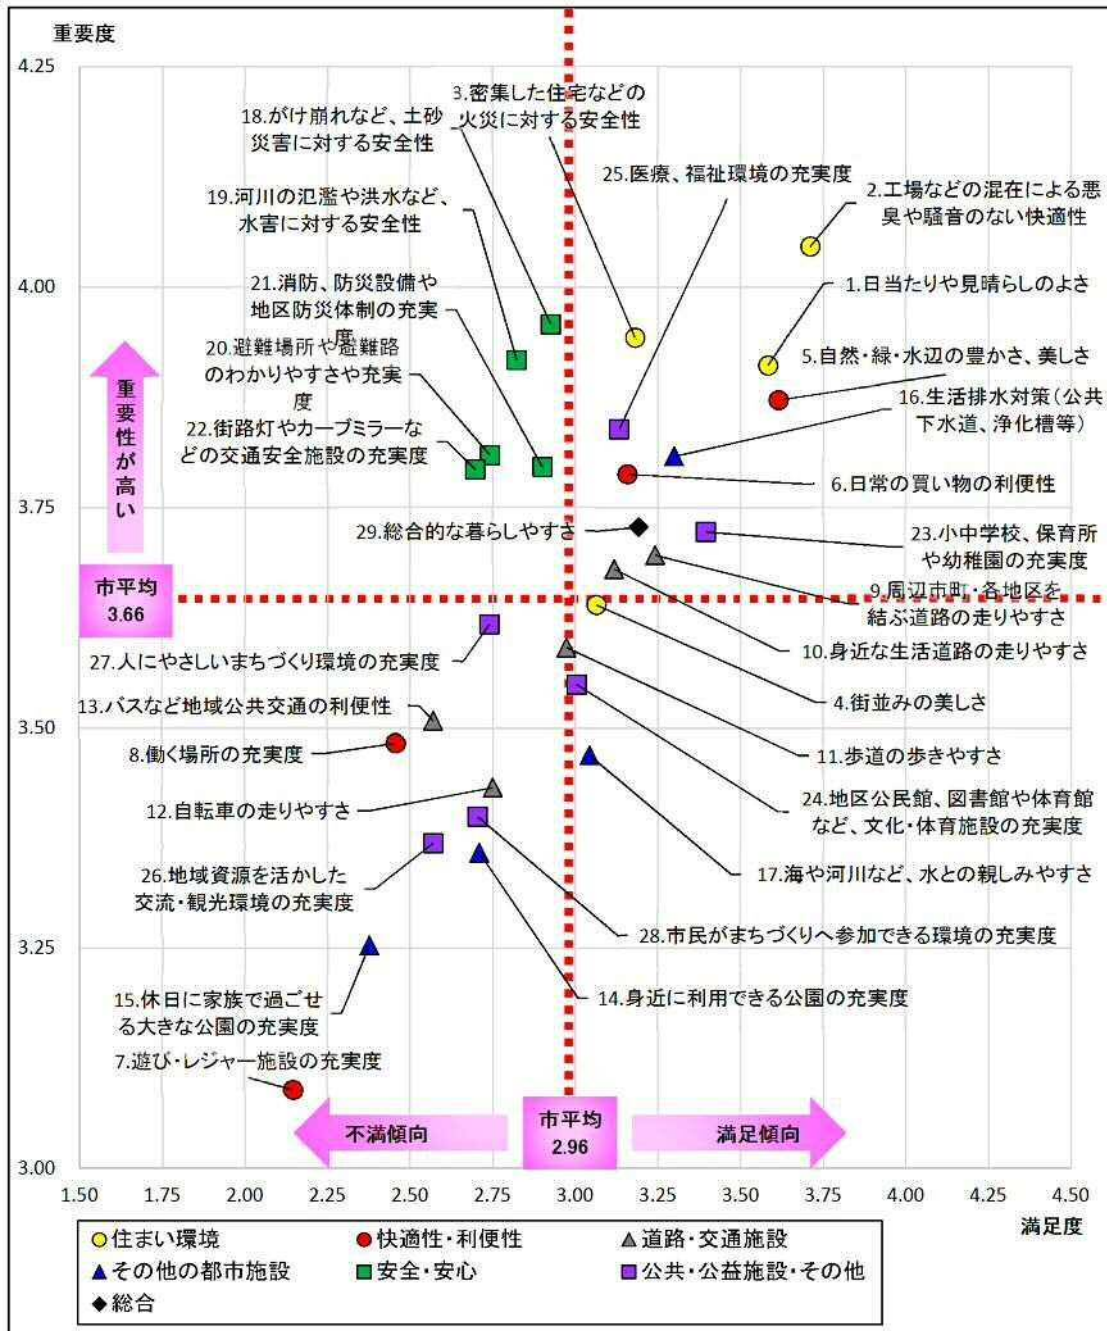 重要度
4.25
3.密集した住宅などの
火災に対する安全性
18.がけ崩れなど、土砂
災害に対する安全性
25.医療、福祉環境の充実度
2.工場などの混在による悪
臭や騒音のない快適性
19.河川の氾濫や洪水など、
水害に対する安全性
4.00
21.消防、防災設備や
地区防災体制の充実
度
1.日当たりや見晴らしのよさ
20.避難場所や避難路
のわかりやすさや充実
度
5.自然・緑・水辺の豊かさ、美しさ
16.生活排水対策(公共
下水道、浄化槽等)
22.街路灯やカーブミラーな
どの交通安全施設の充実度
重要性が高い
6.日常の買い物の利便性
3.75
29.総合的な暮らしやすさ
23.小中学校、保育所
や幼稚園の充実度
市平均
3.66
9.周辺市町・各地区を
結ぶ道路の走りやすさ
27.人にやさしいまちづくり環境の充実度
10.身近な生活道路の走りやすさ
13.バスなど地域公共交通の利便性
4.街並みの美しさ
3.50
8.働く場所の充実度
11.歩道の歩きやすさ
12.自転車の走りやすさ
24.地区公民館、図書館や体育館
など、文化・体育施設の充実度
26.地域資源を活かした
交流・観光環境の充実度
17.海や河川など、水との親しみやすさ
28.市民がまちづくりへ参加できる環境の充実度
3.25
15.休日に家族で過ごせ
る大きな公園の充実度
14.身近に利用できる公園の充実度
7.遊び・レジャー施設の充実度
不満傾向
市平均
2.96
満足傾向
3.00
1.50 1.75 2.00 2.25 2.50 2.75 3.00 3.25 3.50 3.75 4.00 4.25 4.50
満足度
住まい環境 快適性・利便性 道路・交通施設
その他の都市施設 安全・安心 公共・公益施設・その他
総合